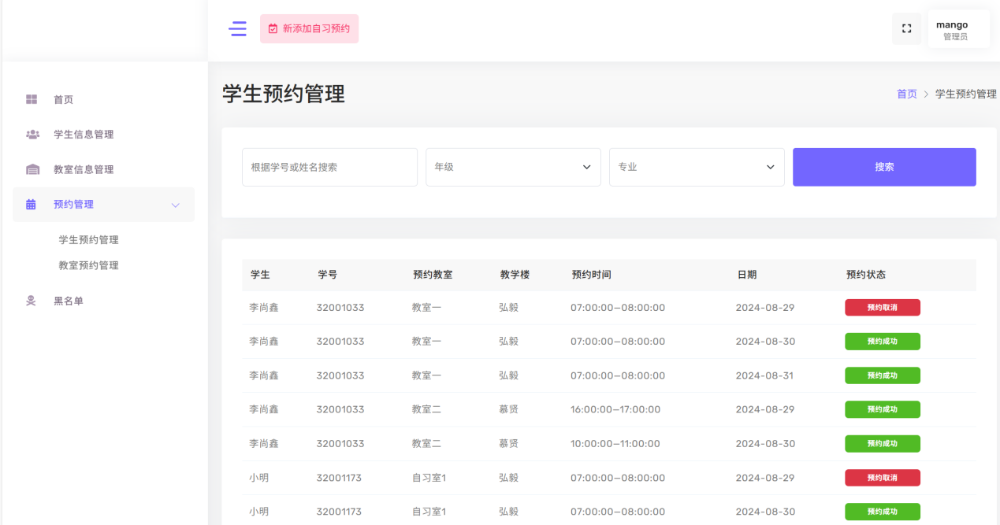 新添加自习预约
mango
管理员
首页
学生信息管理
教室信息管理
预约管理
学生预约管理
教室预约管理
黑名单
学生预约管理
首页 > 学生预约管理
根据学号或姓名搜索 年级 专业 搜索
学生 学号 预约教室 教学楼 预约时间 日期 预约状态
李尚鑫 32001033 教室一 弘毅 07:00:00—08:00:00 2024-08-29 预约取消
李尚鑫 32001033 教室一 弘毅 07:00:00—08:00:00 2024-08-30 预约成功
李尚鑫 32001033 教室一 弘毅 07:00:00—08:00:00 2024-08-31 预约成功
李尚鑫 32001033 教室二 慕贤 16:00:00—17:00:00 2024-08-29 预约成功
李尚鑫 32001033 教室二 慕贤 10:00:00—11:00:00 2024-08-30 预约成功
小明 32001173 自习室1 弘毅 07:00:00—08:00:00 2024-08-29 预约取消
小明 32001173 自习室1 弘毅 07:00:00—08:00:00 2024-08-30 预约成功